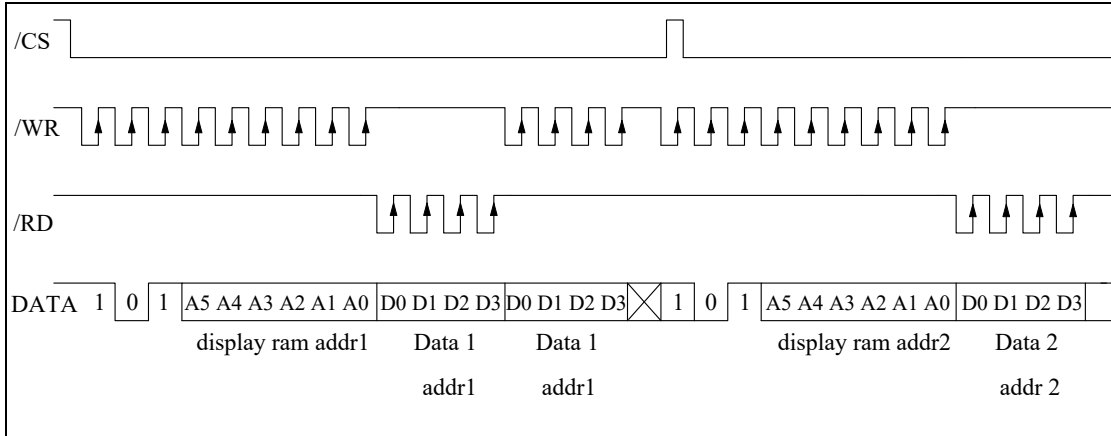 /CS
/WR
/RD
DATA 1 0 1 A5 A4 A3 A2 A1 A0 D0 D1 D2 D3 D0 D1 D2 D3 1 0 1 A5 A4 A3 A2 A1 A0 D0 D1 D2 D3
display ram addr1 Data 1 Data 1 display ram addr2 Data 2
addr1 addr1 addr 2